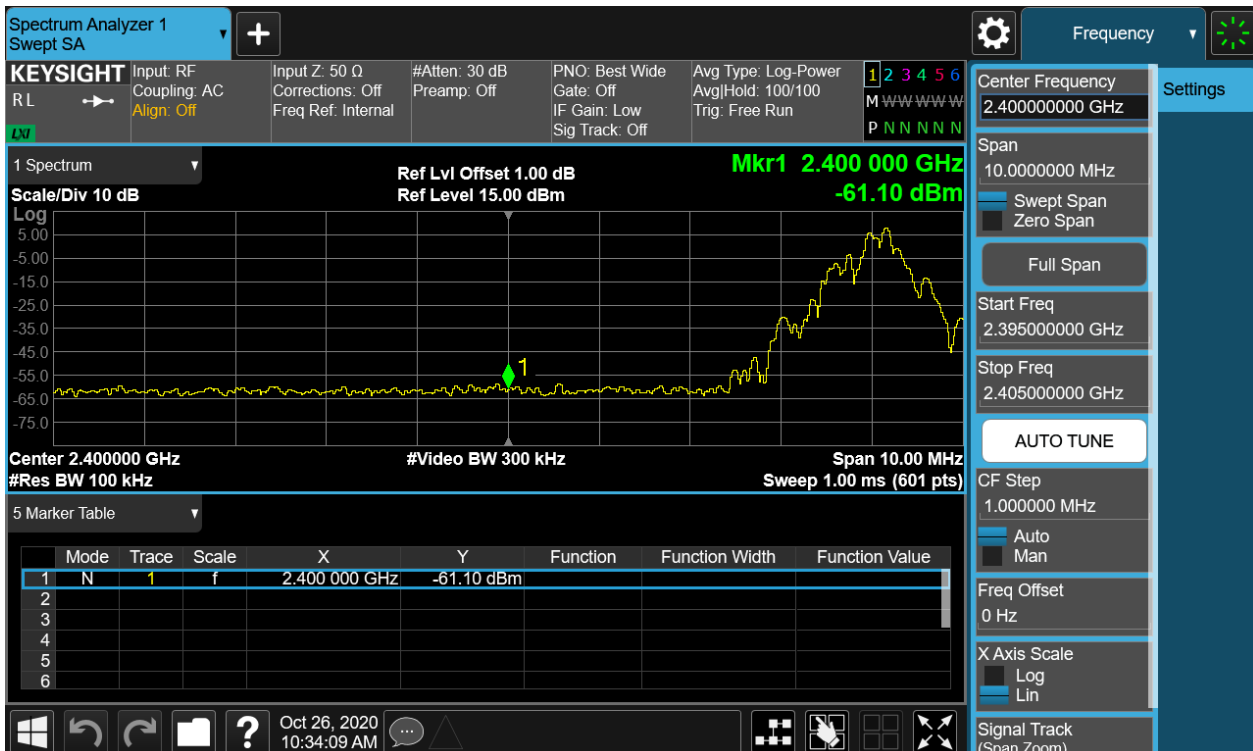 Spectrum Analyzer 1
Swept SA
Frequency
KEYSIGHT
RL
LXI
Input: RF
Coupling: AC
Align: Off
Input Z: 50 Ω
Corrections: Off
Freq Ref: Internal
#Atten: 30 dB
Preamp: Off
PNO: Best Wide
Gate: Off
IF Gain: Low
Sig Track: Off
Avg Type: Log-Power
Avg|Hold: 100/100
Trig: Free Run
1 2 3 4 5 6
M W W W W W
P N N N N N
1 Spectrum
Scale/Div 10 dB
Ref Lvl Offset 1.00 dB
Ref Level 15.00 dBm
Mkr1 2.400 000 GHz
-61.10 dBm
Log
5.00
-5.00
-15.0
-25.0
-35.0
-45.0
-55.0
-65.0
-75.0
1
Center 2.400000 GHz
#Video BW 300 kHz
Span 10.00 MHz
#Res BW 100 kHz
Sweep 1.00 ms (601 pts)
5 Marker Table
Mode Trace Scale X Y Function Function Width Function Value
1 N 1 f 2.400 000 GHz -61.10 dBm
2
3
4
5
6
Center Frequency
2.400000000 GHz
Settings
Span
10.0000000 MHz
Swept Span
Zero Span
Full Span
Start Freq
2.395000000 GHz
Stop Freq
2.405000000 GHz
AUTO TUNE
CF Step
1.000000 MHz
Auto
Man
Freq Offset
0 Hz
X Axis Scale
Log
Lin
Signal Track
(Span Zoom)
?
Oct 26, 2020
10:34:09 AM